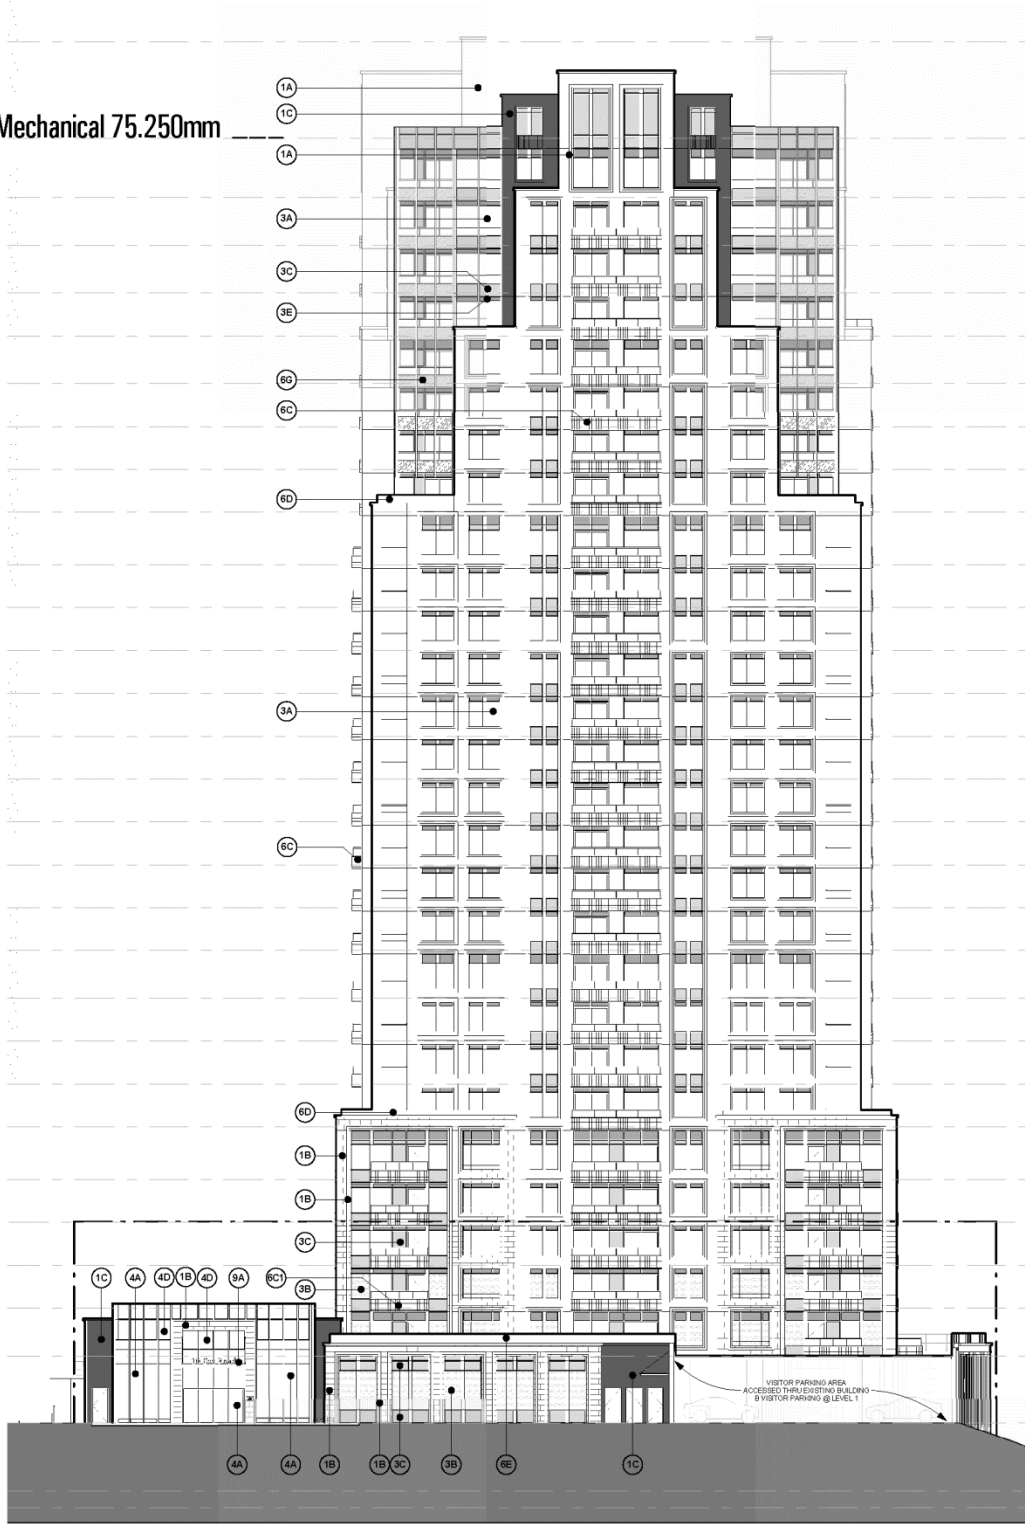 1A
1C
Mechanical 75.250mm
1A
3A
3C
3E
6G
6C
6D
3A
6C
6D
1B
1B
3C
1C 4A 4D 1B 4D 9A 6C1
3B
VISITOR PARKING AREA
ACCESSED THRU EXISTING BUILDING
B VISITOR PARKING @ LEVEL 1
4A 4A 1B 1B 3C 3B 6E 1C